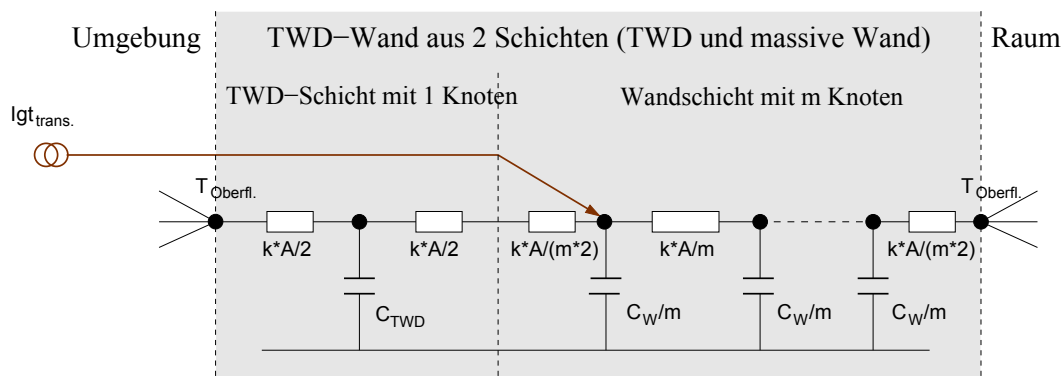 Umgebung
TWD−Wand aus 2 Schichten (TWD und massive Wand)
Raum
TWD−Schicht mit 1 Knoten
Wandschicht mit m Knoten
Igt trans.
T Oberfl.
T Oberfl.
k*A/2
k*A/2
k*A/(m*2)
k*A/m
k*A/(m*2)
C TWD
C W/m
C W/m
C W/m